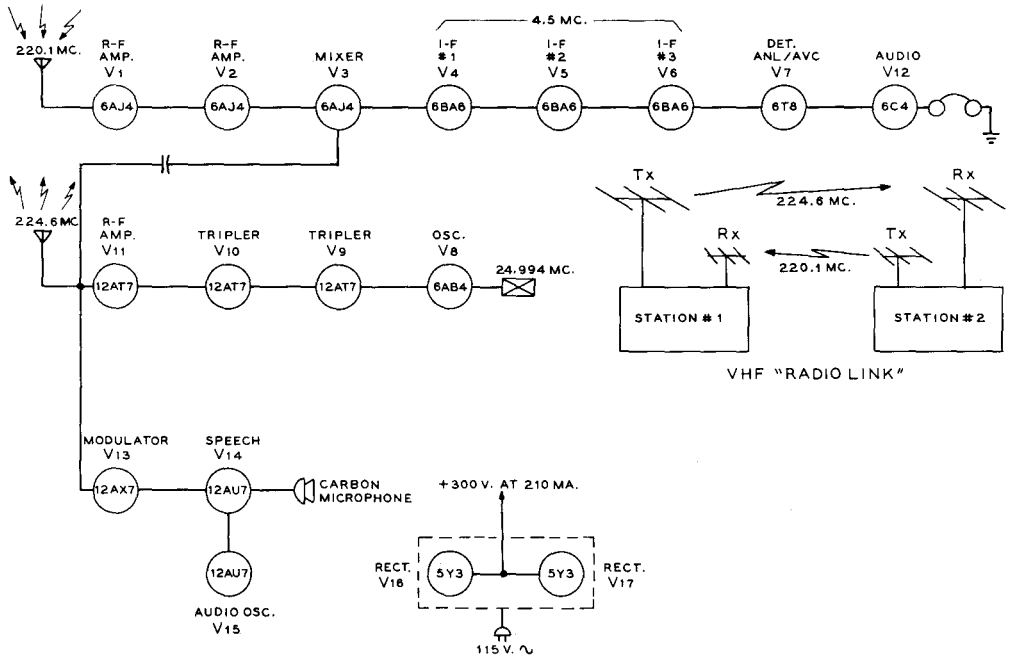 4.5 MC.
220.1 MC.
R-F
AMP.
V1
R-F
AMP.
V2
MIXER
V3
I-F
#1
V4
I-F
#2
V5
I-F
#3
V6
DET.
ANL/AVC
V7
AUDIO
V12
6AJ4
6AJ4
6AJ4
6BA6
6BA6
6BA6
6T8
6C4
224.6 MC
R-F
AMP.
V11
TRIPLER
V10
TRIPLER
V9
OSC.
V8
12AT7
12AT7
12AT7
6AB4
24.994 MC.
Tx
Rx
224.6 MC.
Rx
Tx
220.1 MC.
STATION #1
STATION #2
VHF "RADIO LINK"
MODULATOR
V13
SPEECH
V14
12AX7
12AU7
CARBON
MICROPHONE
12AU7
AUDIO OSC.
V15
+300 V. AT 210 MA.
RECT.
V16
5Y3
5Y3
RECT.
V17
115 V. ∿